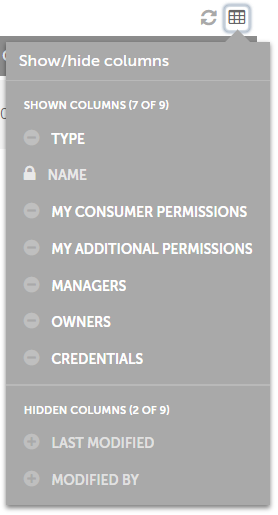 Show/hide columns
SHOWN COLUMNS (7 OF 9)
TYPE
NAME
MY CONSUMER PERMISSIONS
MY ADDITIONAL PERMISSIONS
MANAGERS
OWNERS
CREDENTIALS
HIDDEN COLUMNS (2 OF 9)
LAST MODIFIED
MODIFIED BY